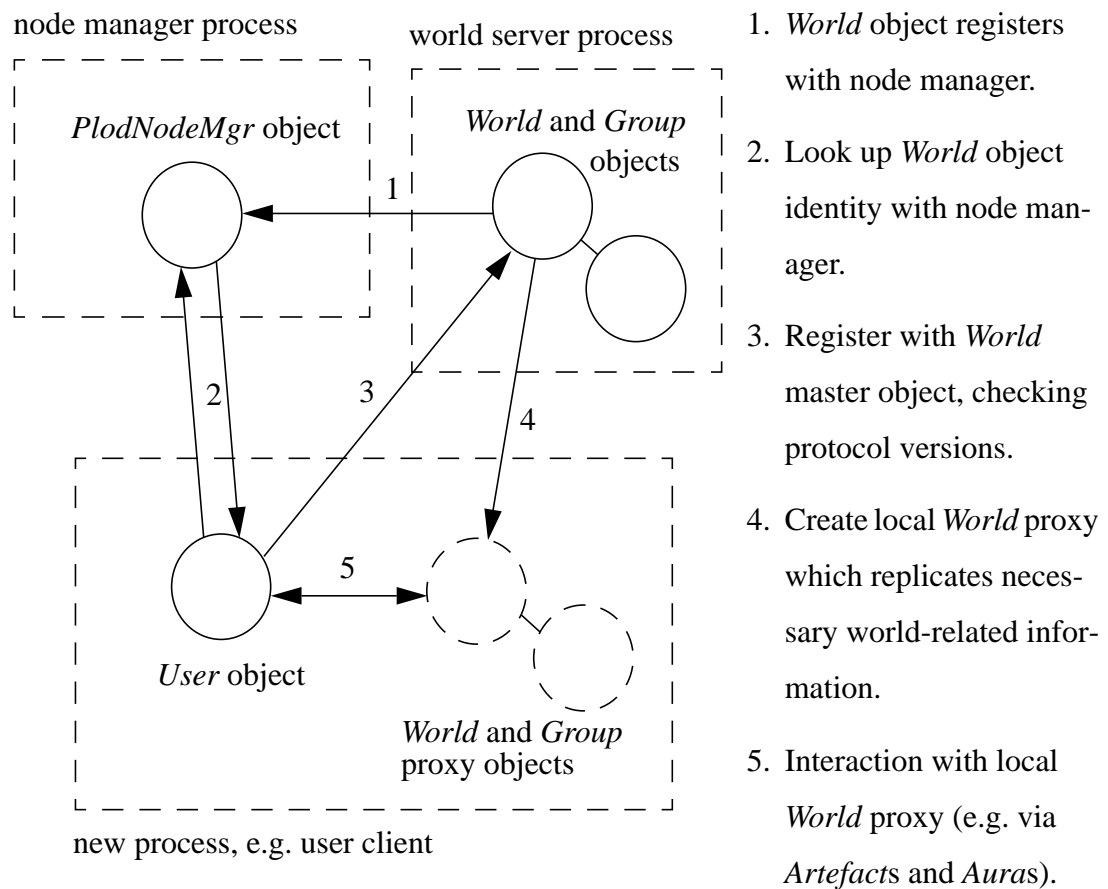 node manager process
world server process
PlodNodeMgr object
World and Group
objects
1
2
3
4
5
User object
World and Group
proxy objects
new process, e.g. user client
1. World object registers
with node manager.
2. Look up World object
identity with node man-
ager.
3. Register with World
master object, checking
protocol versions.
4. Create local World proxy
which replicates neces-
sary world-related infor-
mation.
5. Interaction with local
World proxy (e.g. via
Artefacts and Auras).